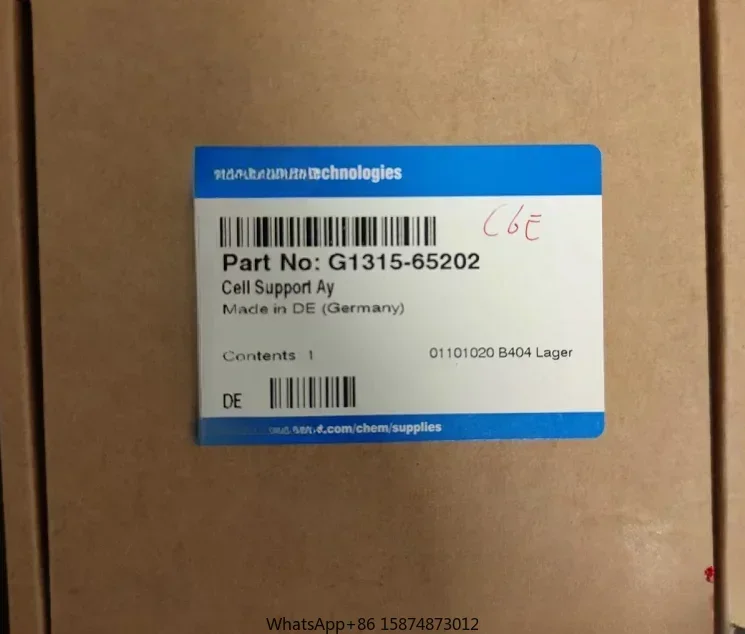 technologies
C6E
Part No: G1315-65202
Cell Support Ay
Made in DE (Germany)
Contents 1
01101020 B404 Lager
DE
.com/chem/supplies
WhatsApp+86 15874873012